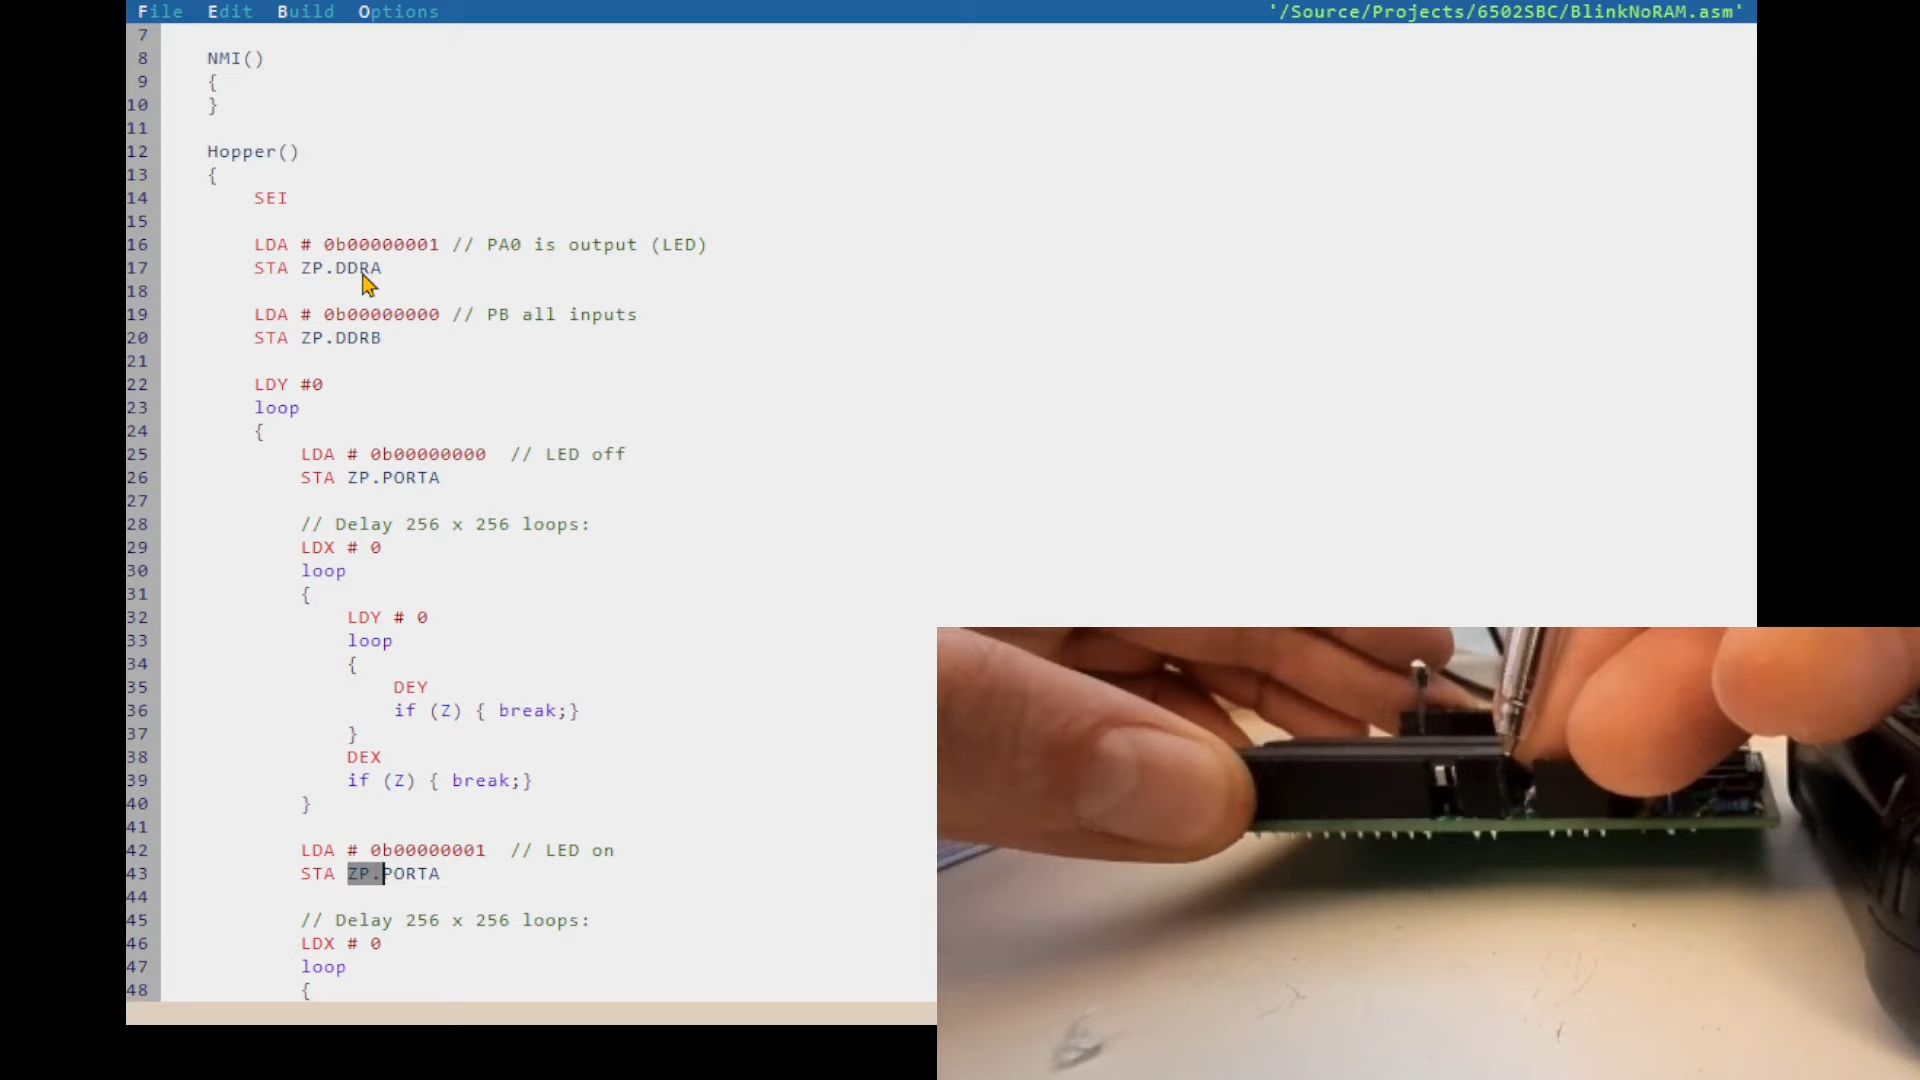 File Edit Build Options '/Source/Projects/6502SBC/BlinkNoRAM.asm'
7
8 NMI()
9 {
10 }
11
12 Hopper()
13 {
14 SEI
15
16 LDA # 0b00000001 // PA0 is output (LED)
17 STA ZP.DDRA
18
19 LDA # 0b00000000 // PB all inputs
20 STA ZP.DDRB
21
22 LDY #0
23 loop
24 {
25 LDA # 0b00000000 // LED off
26 STA ZP.PORTA
27
28 // Delay 256 x 256 loops:
29 LDX # 0
30 loop
31 {
32 LDY # 0
33 loop
34 {
35 DEY
36 if (Z) { break;}
37 }
38 DEX
39 if (Z) { break;}
40 }
41
42 LDA # 0b00000001 // LED on
43 STA ZP.PORTA
44
45 // Delay 256 x 256 loops:
46 LDX # 0
47 loop
48 {